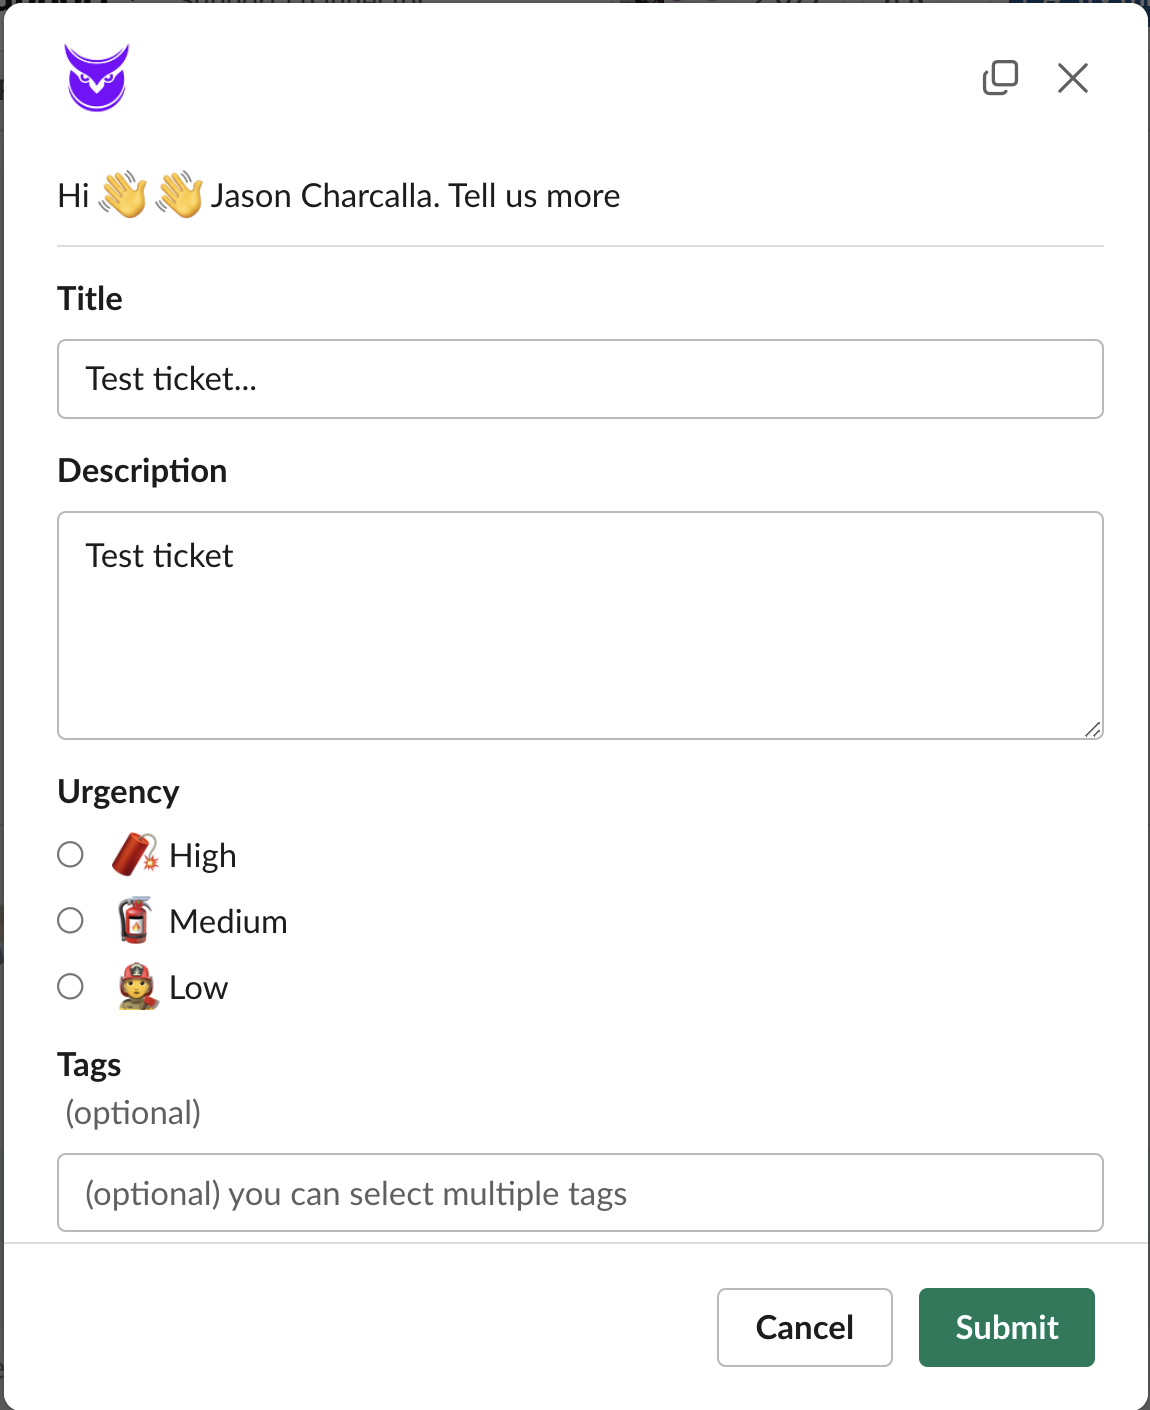 Hi 👋 👋 Jason Charcalla. Tell us more
Title
Test ticket...
Description
Test ticket
Urgency
🧨 High
🧯 Medium
🧑‍🚒 Low
Tags
(optional)
(optional) you can select multiple tags
Cancel
Submit